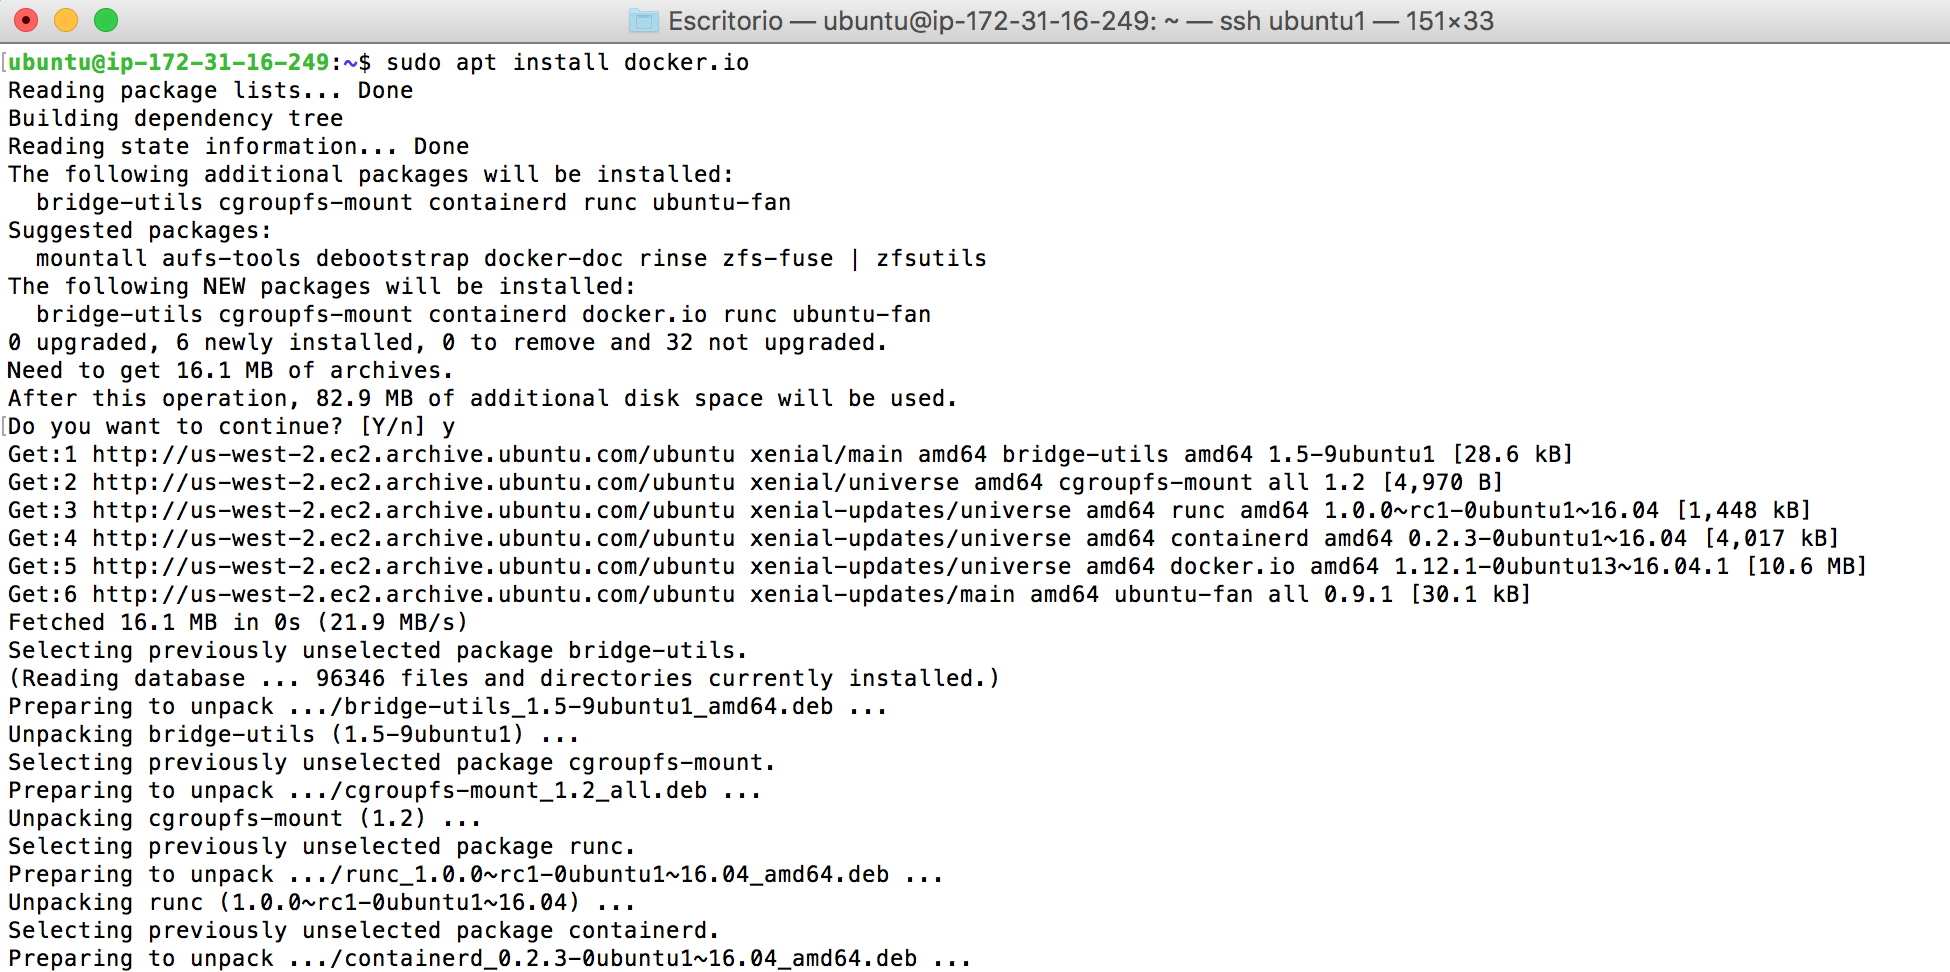 Escritorio — ubuntu@ip-172-31-16-249: ~ — ssh ubuntu1 — 151×33
ubuntu@ip-172-31-16-249:~$ sudo apt install docker.io
Reading package lists... Done
Building dependency tree
Reading state information... Done
The following additional packages will be installed:
  bridge-utils cgroupfs-mount containerd runc ubuntu-fan
Suggested packages:
  mountall aufs-tools debootstrap docker-doc rinse zfs-fuse | zfsutils
The following NEW packages will be installed:
  bridge-utils cgroupfs-mount containerd docker.io runc ubuntu-fan
0 upgraded, 6 newly installed, 0 to remove and 32 not upgraded.
Need to get 16.1 MB of archives.
After this operation, 82.9 MB of additional disk space will be used.
Do you want to continue? [Y/n] y
Get:1 http://us-west-2.ec2.archive.ubuntu.com/ubuntu xenial/main amd64 bridge-utils amd64 1.5-9ubuntu1 [28.6 kB]
Get:2 http://us-west-2.ec2.archive.ubuntu.com/ubuntu xenial/universe amd64 cgroupfs-mount all 1.2 [4,970 B]
Get:3 http://us-west-2.ec2.archive.ubuntu.com/ubuntu xenial-updates/universe amd64 runc amd64 1.0.0~rc1-0ubuntu1~16.04 [1,448 kB]
Get:4 http://us-west-2.ec2.archive.ubuntu.com/ubuntu xenial-updates/universe amd64 containerd amd64 0.2.3-0ubuntu1~16.04 [4,017 kB]
Get:5 http://us-west-2.ec2.archive.ubuntu.com/ubuntu xenial-updates/universe amd64 docker.io amd64 1.12.1-0ubuntu13~16.04.1 [10.6 MB]
Get:6 http://us-west-2.ec2.archive.ubuntu.com/ubuntu xenial-updates/main amd64 ubuntu-fan all 0.9.1 [30.1 kB]
Fetched 16.1 MB in 0s (21.9 MB/s)
Selecting previously unselected package bridge-utils.
(Reading database ... 96346 files and directories currently installed.)
Preparing to unpack .../bridge-utils_1.5-9ubuntu1_amd64.deb ...
Unpacking bridge-utils (1.5-9ubuntu1) ...
Selecting previously unselected package cgroupfs-mount.
Preparing to unpack .../cgroupfs-mount_1.2_all.deb ...
Unpacking cgroupfs-mount (1.2) ...
Selecting previously unselected package runc.
Preparing to unpack .../runc_1.0.0~rc1-0ubuntu1~16.04_amd64.deb ...
Unpacking runc (1.0.0~rc1-0ubuntu1~16.04) ...
Selecting previously unselected package containerd.
Preparing to unpack .../containerd_0.2.3-0ubuntu1~16.04_amd64.deb ...